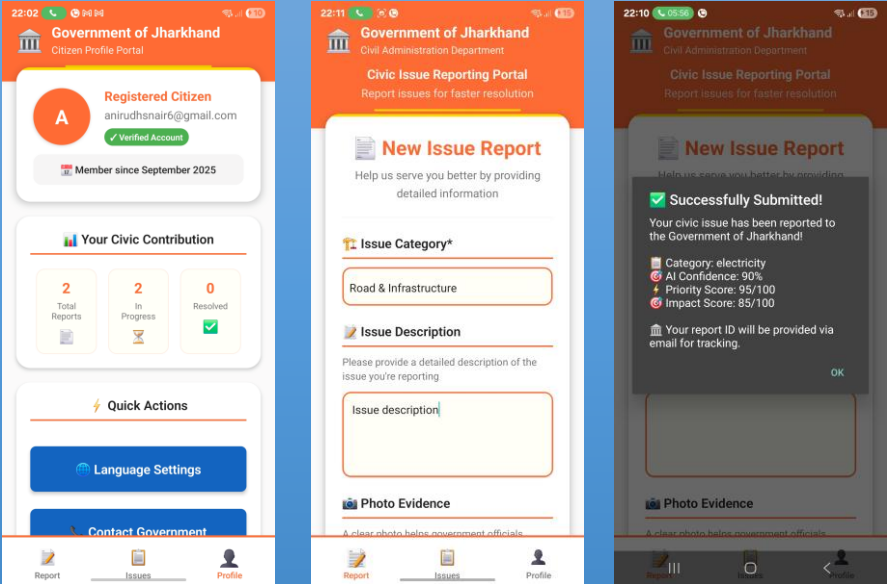 22:02
10
Government of Jharkhand
Citizen Profile Portal
A
Registered Citizen
anirudhsnair6@gmail.com
✓ Verified Account
Member since September 2025
Your Civic Contribution
2
Total
Reports
2
In
Progress
0
Resolved
Quick Actions
Language Settings
Contact Government
Report
Issues
Profile
22:11
15
Government of Jharkhand
Civil Administration Department
Civic Issue Reporting Portal
Report issues for faster resolution
New Issue Report
Help us serve you better by providing
detailed information
Issue Category*
Road & Infrastructure
Issue Description
Please provide a detailed description of the
issue you're reporting
Issue description
Photo Evidence
A clear photo helps government officials
Report
Issues
Profile
22:10
05:56
15
Government of Jharkhand
Civil Administration Department
Civic Issue Reporting Portal
Report issues for faster resolution
New Issue Report
Help us serve you better by providing
Successfully Submitted!
Your civic issue has been reported to
the Government of Jharkhand!
Category: electricity
AI Confidence: 90%
Priority Score: 95/100
Impact Score: 85/100
Your report ID will be provided via
email for tracking.
OK
Photo Evidence
A clear photo helps government officials
Report
Issues
Profile